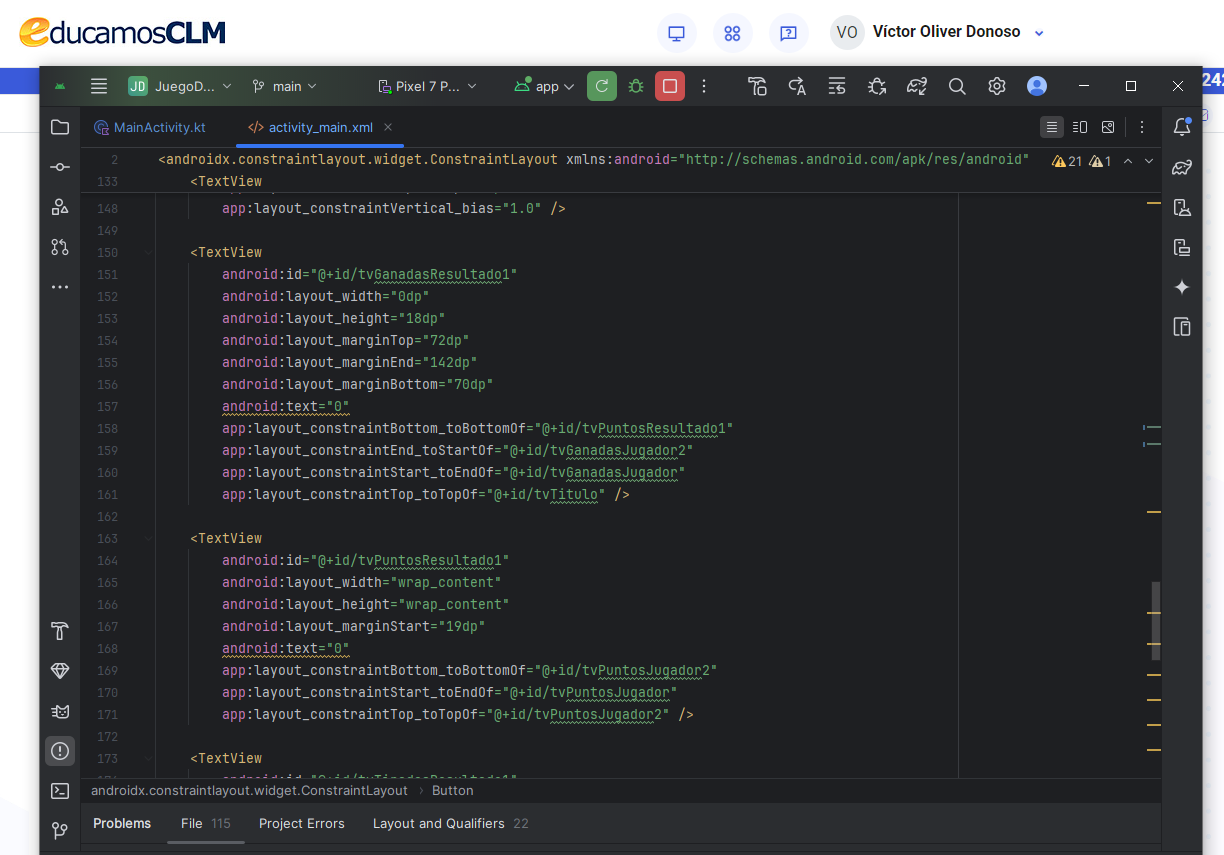 educamosCLM
VO Víctor Oliver Donoso
242
JD JuegoD... main Pixel 7 P... app
MainActivity.kt activity_main.xml
2 <androidx.constraintlayout.widget.ConstraintLayout xmlns:android="http://schemas.android.com/apk/res/android" 21 1
133 <TextView
148 app:layout_constraintVertical_bias="1.0" />
149
150 <TextView
151 android:id="@+id/tvGanadasResultado1"
152 android:layout_width="0dp"
153 android:layout_height="18dp"
154 android:layout_marginTop="72dp"
155 android:layout_marginEnd="142dp"
156 android:layout_marginBottom="70dp"
157 android:text="0"
158 app:layout_constraintBottom_toBottomOf="@+id/tvPuntosResultado1"
159 app:layout_constraintEnd_toStartOf="@+id/tvGanadasJugador2"
160 app:layout_constraintStart_toEndOf="@+id/tvGanadasJugador"
161 app:layout_constraintTop_toTopOf="@+id/tvTitulo" />
162
163 <TextView
164 android:id="@+id/tvPuntosResultado1"
165 android:layout_width="wrap_content"
166 android:layout_height="wrap_content"
167 android:layout_marginStart="19dp"
168 android:text="0"
169 app:layout_constraintBottom_toBottomOf="@+id/tvPuntosJugador2"
170 app:layout_constraintStart_toEndOf="@+id/tvPuntosJugador"
171 app:layout_constraintTop_toTopOf="@+id/tvPuntosJugador2" />
172
173 <TextView
androidx.constraintlayout.widget.ConstraintLayout › Button
Problems File 115 Project Errors Layout and Qualifiers 22